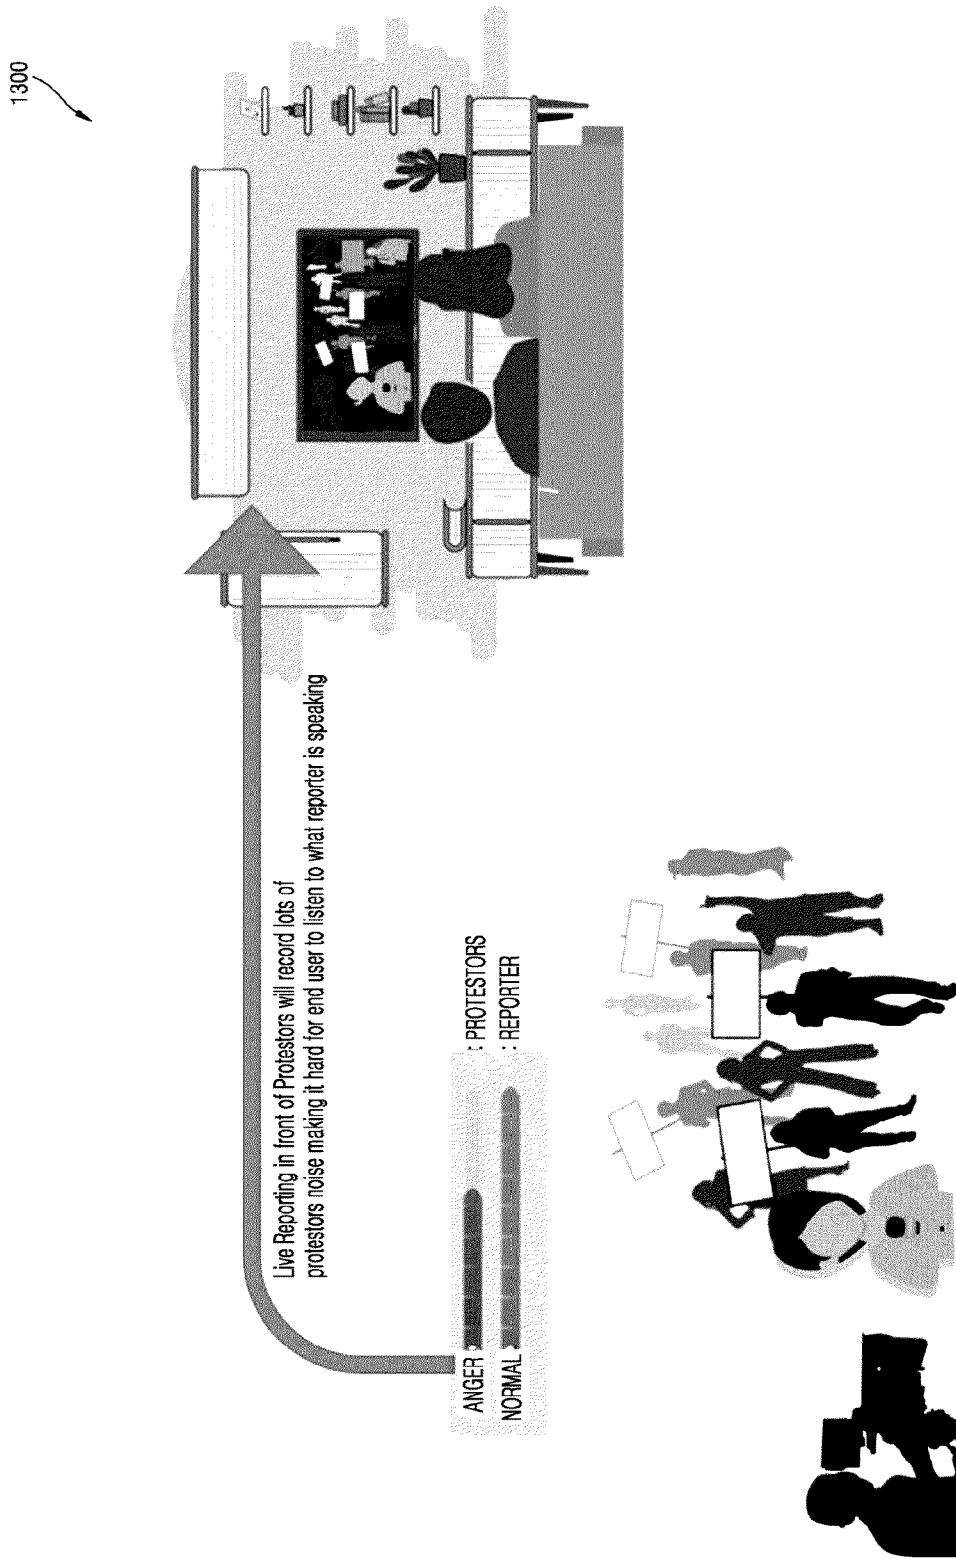 1300
Live Reporting in front of Protestors will record lots of
protestors noise making it hard for end user to listen to what reporter is speaking
ANGER : PROTESTORS
NORMAL : REPORTER